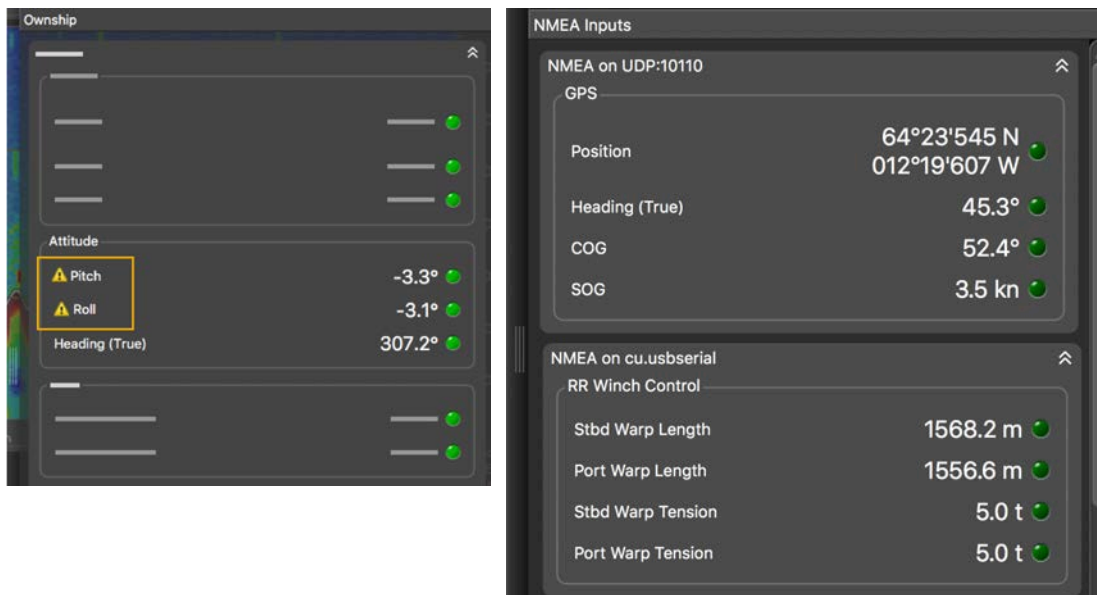 Ownship
Attitude
Pitch -3.3°
Roll -3.1°
Heading (True) 307.2°
NMEA Inputs
NMEA on UDP:10110
GPS
Position 64°23'545 N
012°19'607 W
Heading (True) 45.3°
COG 52.4°
SOG 3.5 kn
NMEA on cu.usbserial
RR Winch Control
Stbd Warp Length 1568.2 m
Port Warp Length 1556.6 m
Stbd Warp Tension 5.0 t
Port Warp Tension 5.0 t